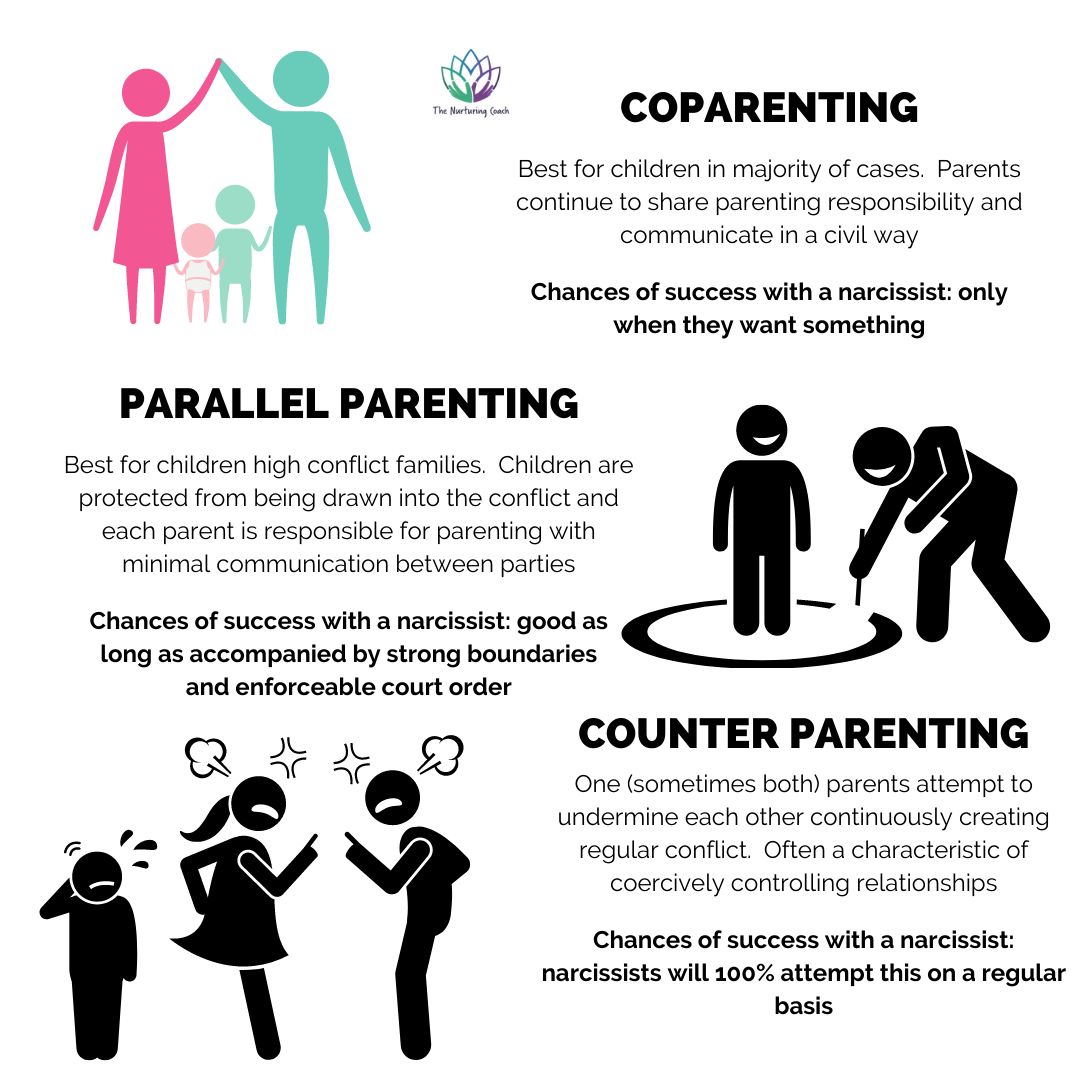 The Nurturing Coach
COPARENTING
Best for children in majority of cases.  Parents
continue to share parenting responsibility and
communicate in a civil way
Chances of success with a narcissist: only
when they want something
PARALLEL PARENTING
Best for children high conflict families.  Children are
protected from being drawn into the conflict and
each parent is responsible for parenting with
minimal communication between parties
Chances of success with a narcissist: good as
long as accompanied by strong boundaries
and enforceable court order
COUNTER PARENTING
One (sometimes both) parents attempt to
undermine each other continuously creating
regular conflict.  Often a characteristic of
coercively controlling relationships
Chances of success with a narcissist:
narcissists will 100% attempt this on a regular
basis